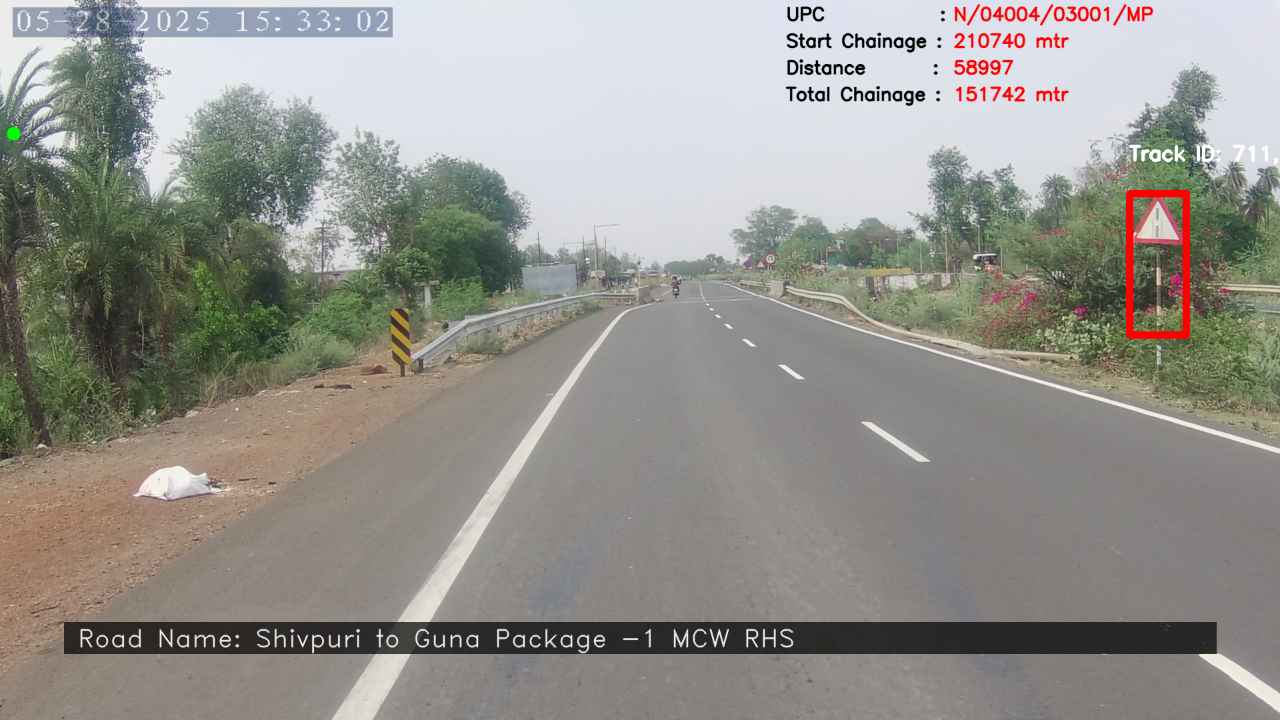 05-28-2025 15:33:02
UPC : N/04004/03001/MP
Start Chainage : 210740 mtr
Distance : 58997
Total Chainage : 151742 mtr
Track ID: 711,
Road Name: Shivpuri to Guna Package -1 MCW RHS